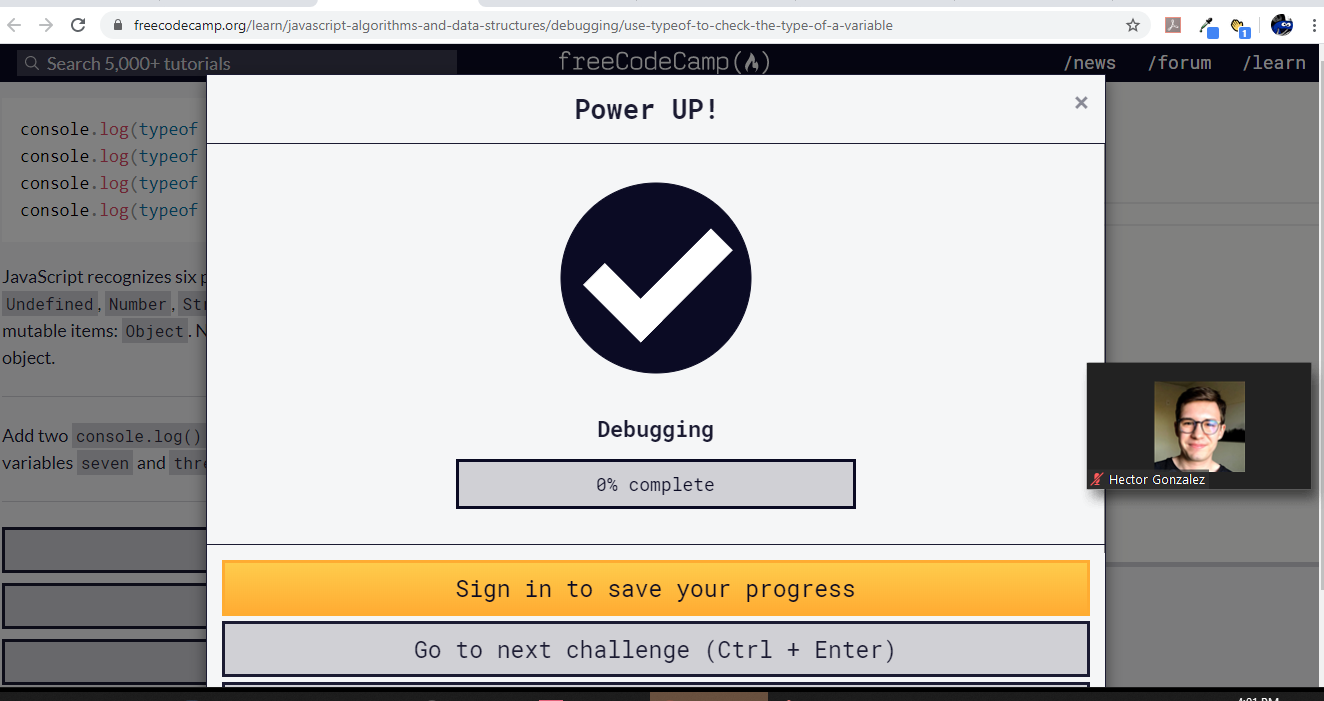 freecodecamp.org/learn/javascript-algorithms-and-data-structures/debugging/use-typeof-to-check-the-type-of-a-variable
1
Search 5,000+ tutorials
freeCodeCamp(🔥)
/news
/forum
/learn
Power UP!
×
console.log(typeof
console.log(typeof
console.log(typeof
console.log(typeof
JavaScript recognizes six
Undefined, Number,
mutable items: Object.
object.
Debugging
Add two console.log()
variables seven and
0% complete
Hector Gonzalez
Sign in to save your progress
Go to next challenge (Ctrl + Enter)